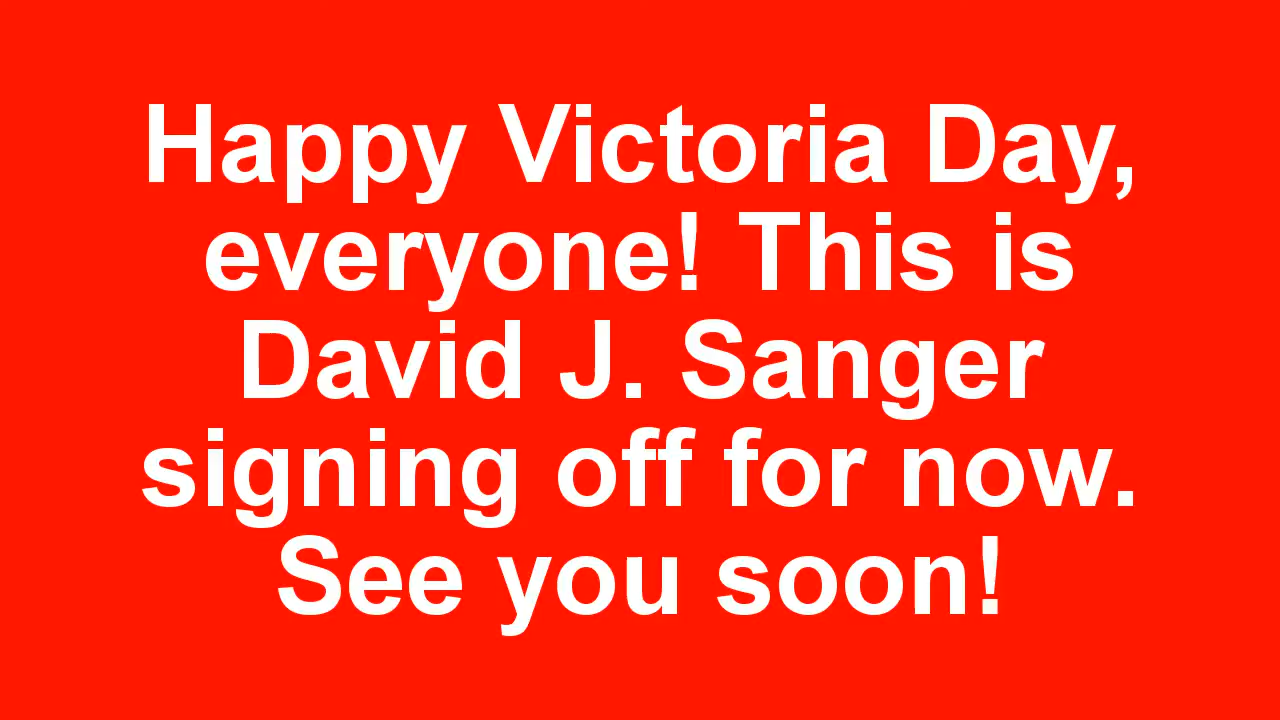 Happy Victoria Day,
everyone! This is
David J. Sanger
signing off for now.
See you soon!